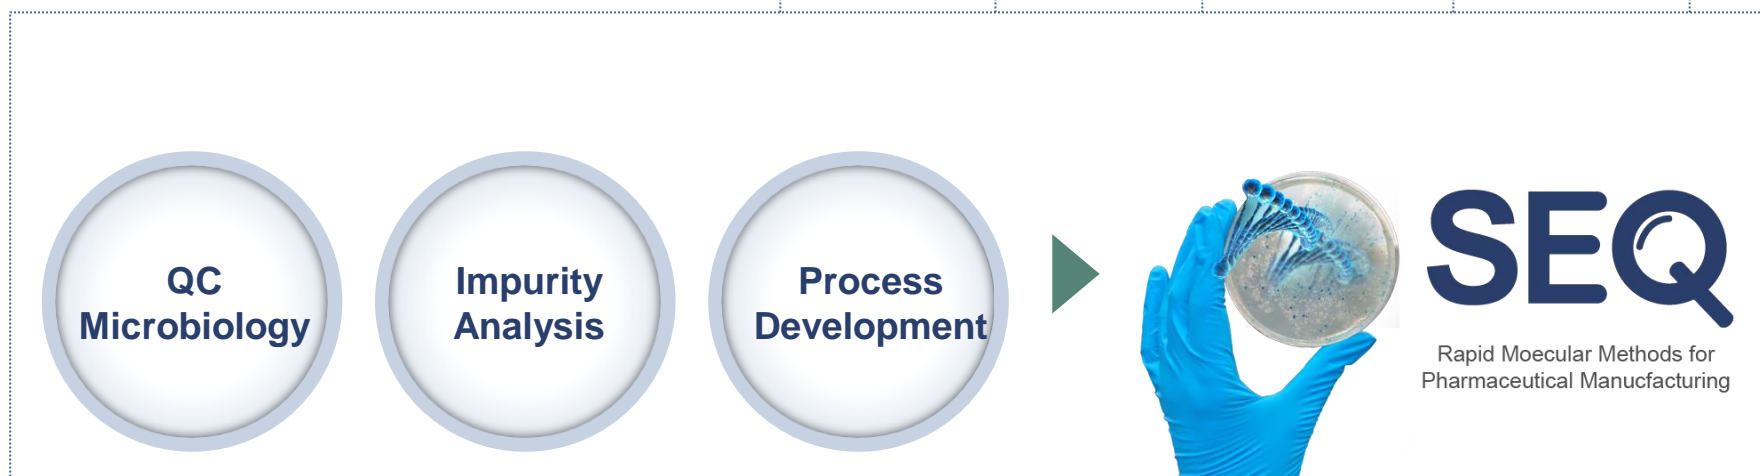 QC
Microbiology
Impurity
Analysis
Process
Development
SEQ
Rapid Moecular Methods for
Pharmaceutical Manucfacturing